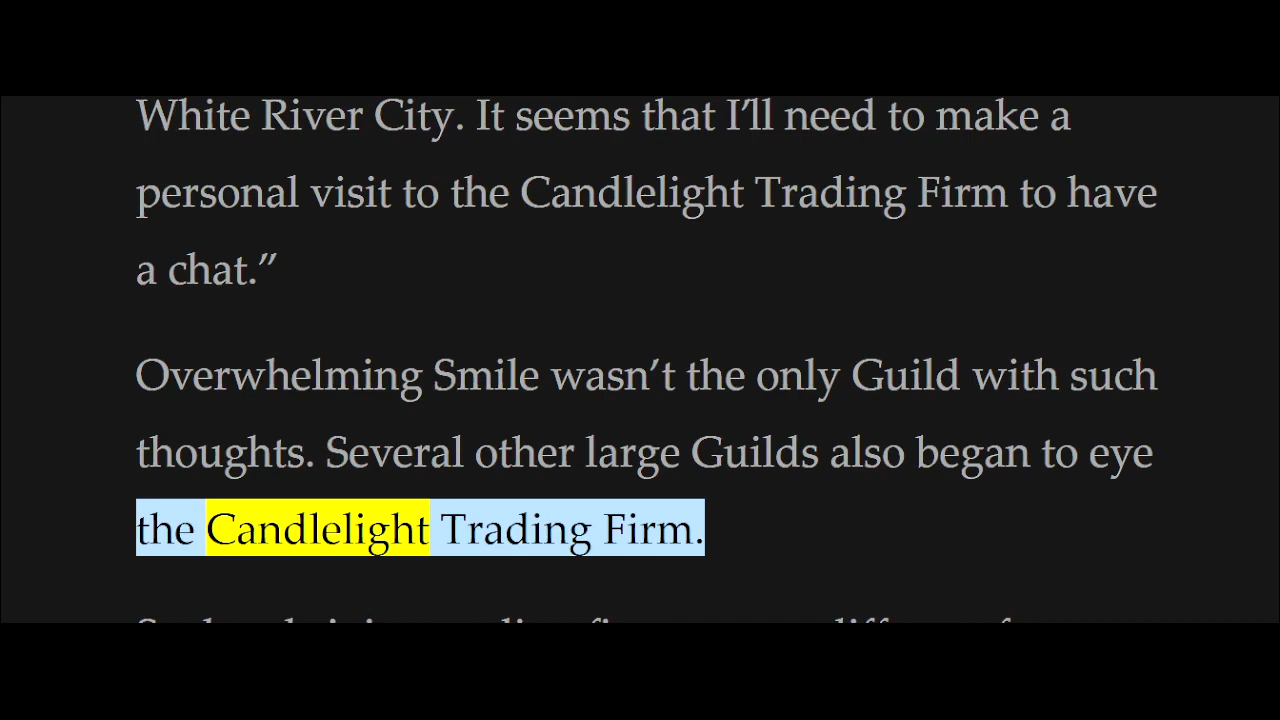 White River City. It seems that I’ll need to make a
personal visit to the Candlelight Trading Firm to have
a chat.”
Overwhelming Smile wasn’t the only Guild with such
thoughts. Several other large Guilds also began to eye
the Candlelight Trading Firm.